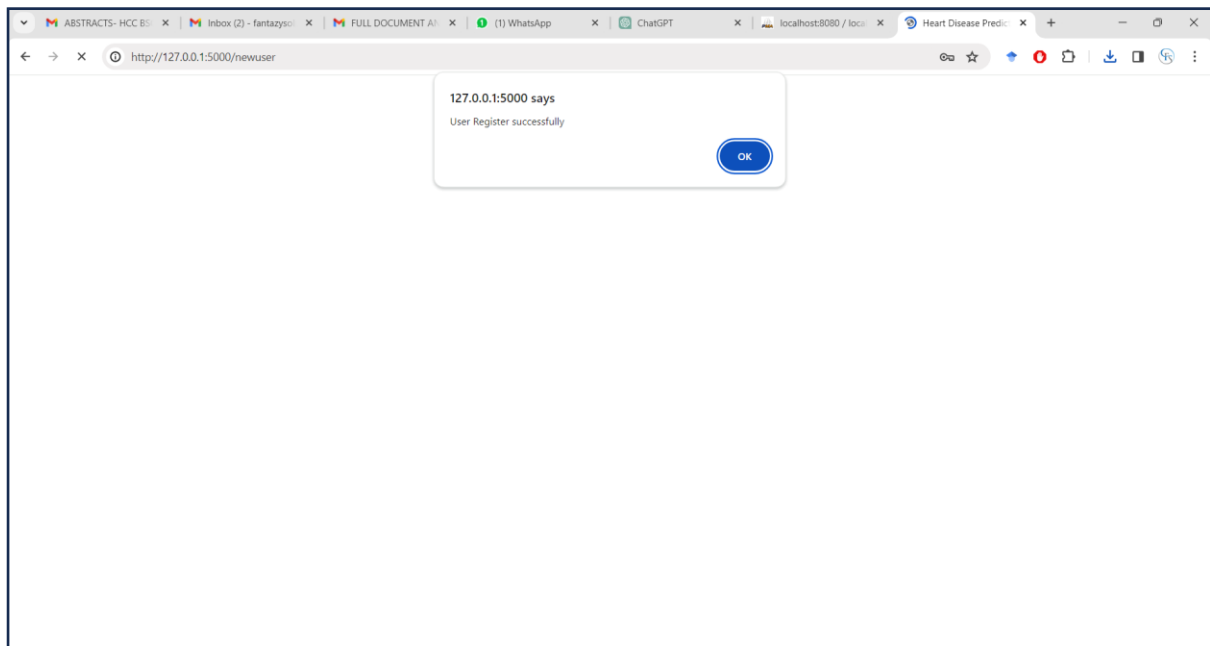 ABSTRACTS- HCC BS
Inbox (2) - fantazysol
FULL DOCUMENT AN
(1) WhatsApp
ChatGPT
localhost:8080 / loca
Heart Disease Predic
http://127.0.0.1:5000/newuser
127.0.0.1:5000 says
User Register successfully
OK